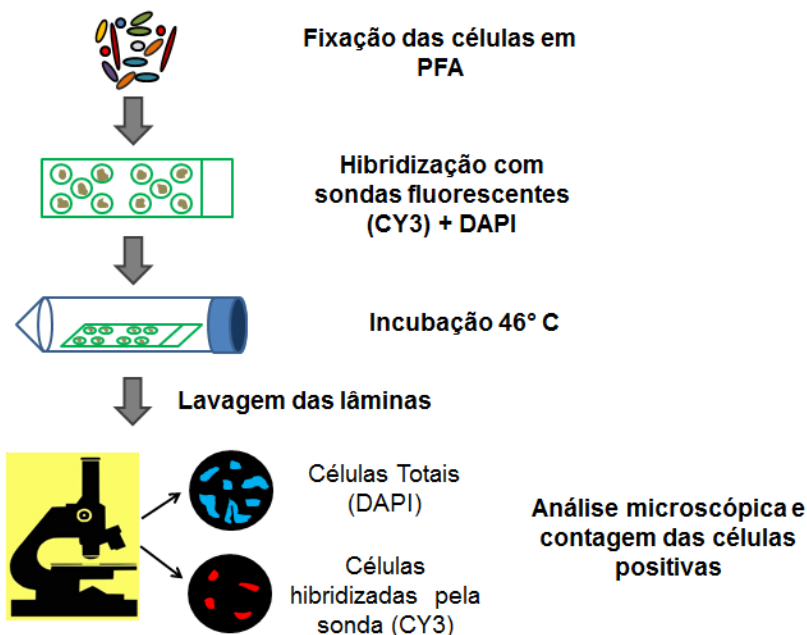 Fixação das células em
PFA
Hibridização com
sondas fluorescentes
(CY3) + DAPI
Incubação 46° C
Lavagem das lâminas
Células Totais
(DAPI)
Células
hibridizadas pela
sonda (CY3)
Análise microscópica e
contagem das células
positivas